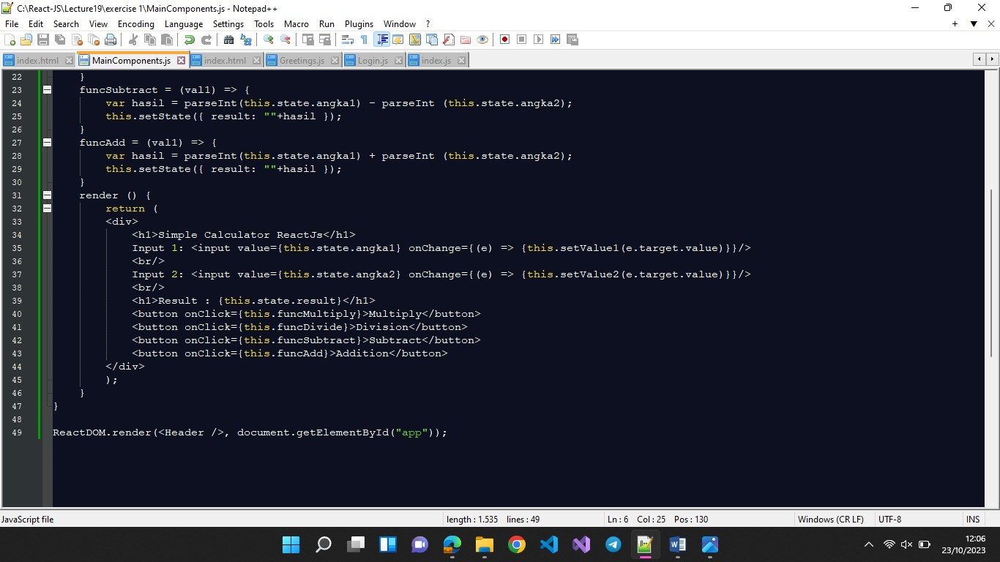 C:\React-JS\Lecture19\exercise 1\MainComponents.js - Notepad++
File Edit Search View Encoding Language Settings Tools Macro Run Plugins Window ?
index.html MainComponents.js index.html Greetings.js Login.js index.js
22 }
23 funcSubtract = (val1) => {
24 var hasil = parseInt(this.state.angka1) - parseInt (this.state.angka2);
25 this.setState({ result: ""+hasil });
26 }
27 funcAdd = (val1) => {
28 var hasil = parseInt(this.state.angka1) + parseInt (this.state.angka2);
29 this.setState({ result: ""+hasil });
30 }
31 render () {
32 return (
33 <div>
34 <h1>Simple Calculator ReactJs</h1>
35 Input 1: <input value={this.state.angka1} onChange={(e) => {this.setValue1(e.target.value)}}/>
36 <br/>
37 Input 2: <input value={this.state.angka2} onChange={(e) => {this.setValue2(e.target.value)}}/>
38 <br/>
39 <h1>Result : {this.state.result}</h1>
40 <button onClick={this.funcMultiply}>Multiply</button>
41 <button onClick={this.funcDivide}>Division</button>
42 <button onClick={this.funcSubtract}>Subtract</button>
43 <button onClick={this.funcAdd}>Addition</button>
44 </div>
45 );
46 }
47 }
48
49 ReactDOM.render(<Header />, document.getElementById("app"));
JavaScript file length : 1.535 lines : 49 Ln : 6 Col : 25 Pos : 130 Windows (CR LF) UTF-8 INS
12:06
23/10/2023